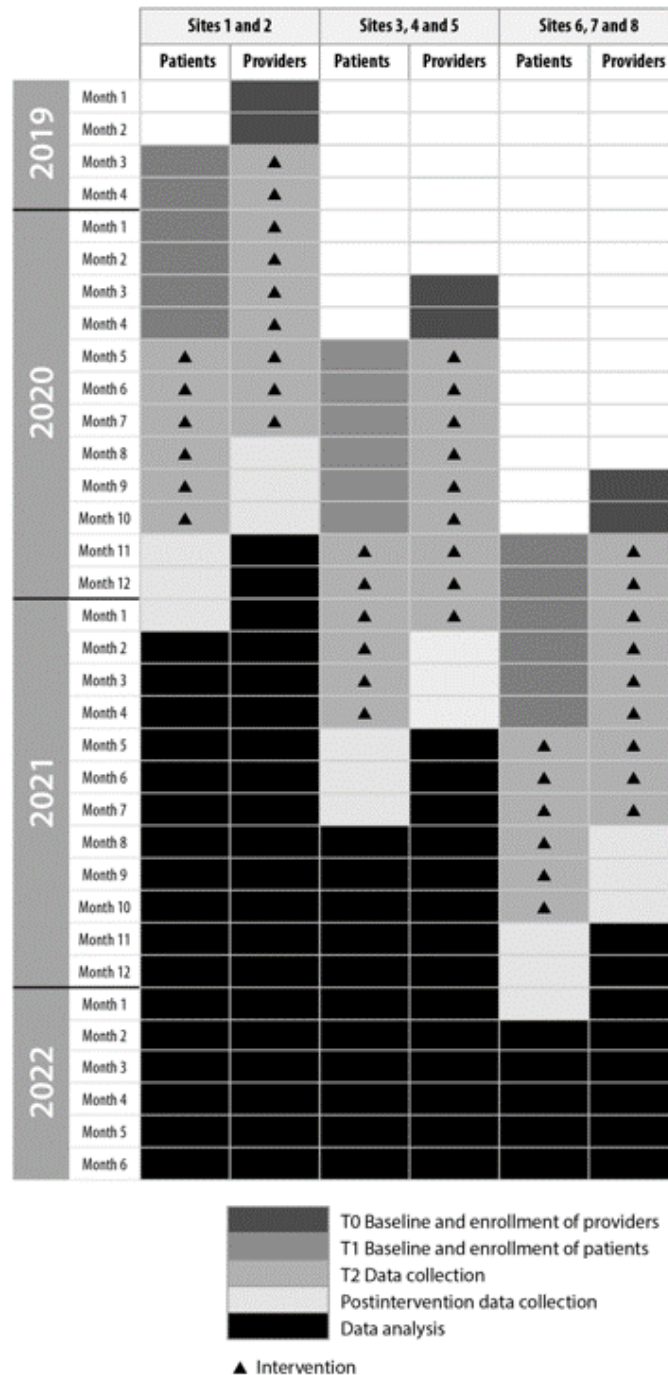 Sites 1 and 2 Sites 3, 4 and 5 Sites 6, 7 and 8
Patients Providers Patients Providers Patients Providers
2019
Month 1
Month 2
Month 3
Month 4
2020
Month 1
Month 2
Month 3
Month 4
Month 5
Month 6
Month 7
Month 8
Month 9
Month 10
Month 11
Month 12
2021
Month 1
Month 2
Month 3
Month 4
Month 5
Month 6
Month 7
Month 8
Month 9
Month 10
Month 11
Month 12
2022
Month 1
Month 2
Month 3
Month 4
Month 5
Month 6
T0 Baseline and enrollment of providers
T1 Baseline and enrollment of patients
T2 Data collection
Postintervention data collection
Data analysis
▲ Intervention